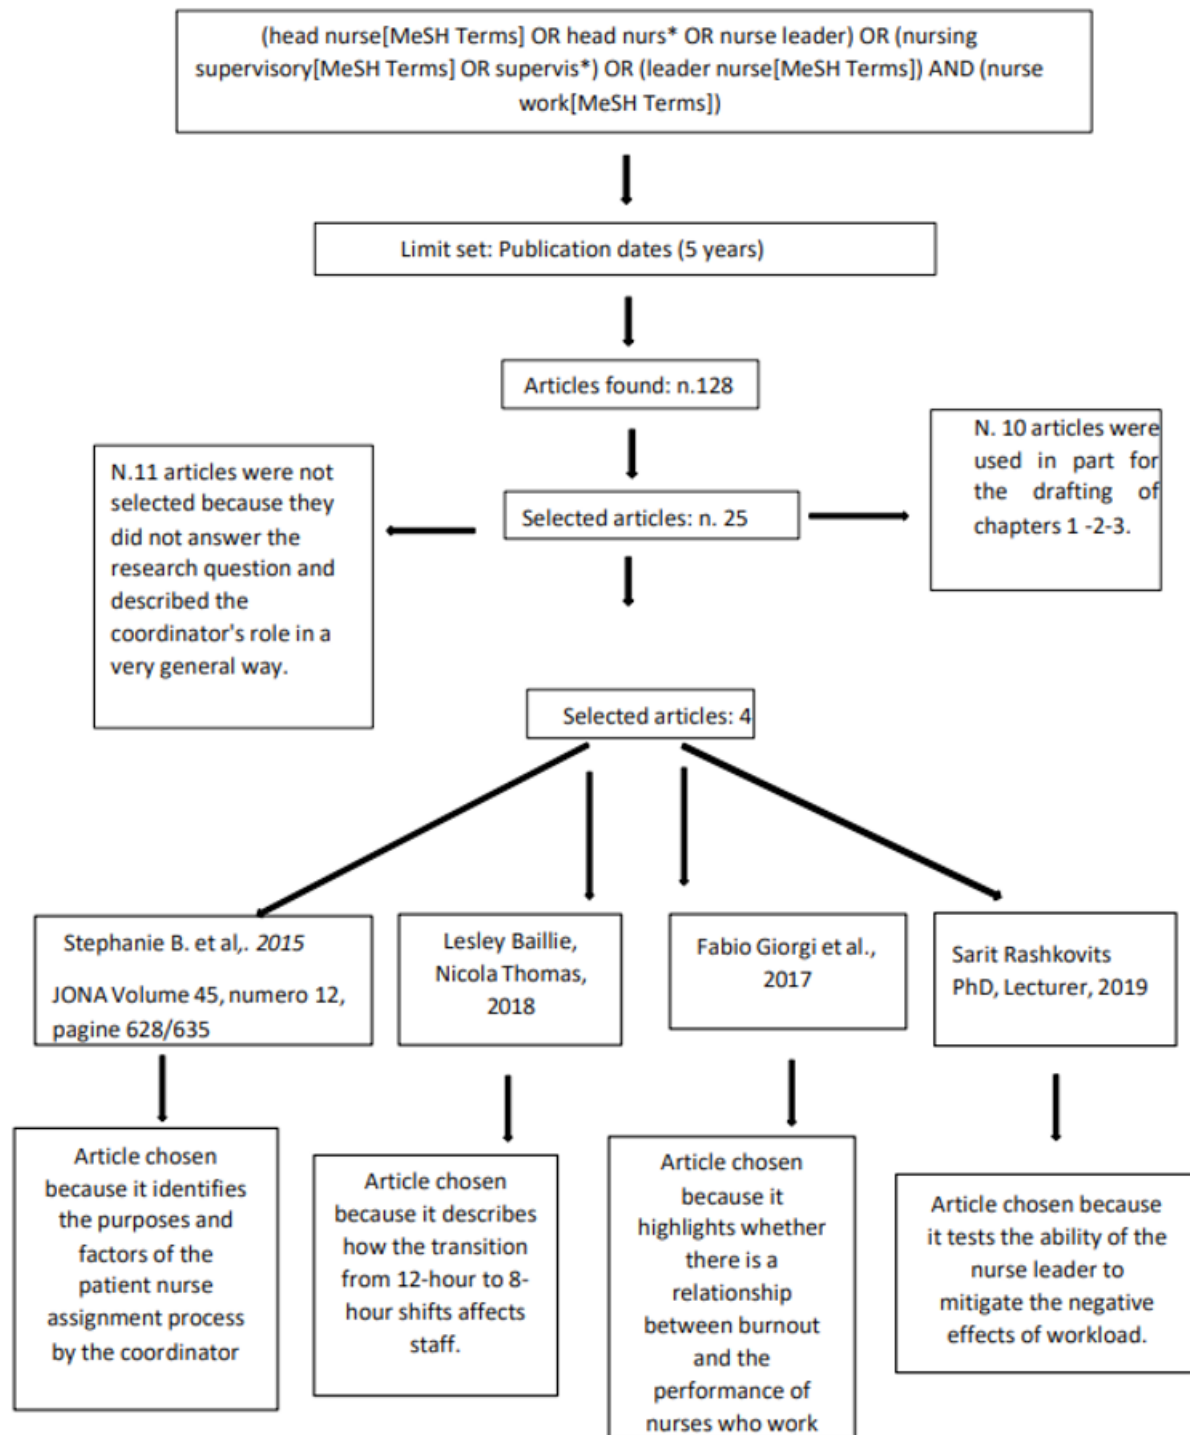 (head nurse[MeSH Terms] OR head nurs* OR nurse leader) OR (nursing
supervisory[MeSH Terms] OR supervis*) OR (leader nurse[MeSH Terms]) AND (nurse
work[MeSH Terms])
Limit set: Publication dates (5 years)
Articles found: n.128
N.11 articles were not
selected because they
did not answer the
research question and
described the
coordinator's role in a
very general way.
Selected articles: n. 25
N. 10 articles were
used in part for
the drafting of
chapters 1 -2-3.
Selected articles: 4
Stephanie B. et al,. 2015
JONA Volume 45, numero 12,
pagine 628/635
Lesley Baillie,
Nicola Thomas,
2018
Fabio Giorgi et al.,
2017
Sarit Rashkovits
PhD, Lecturer, 2019
Article chosen
because it identifies
the purposes and
factors of the
patient nurse
assignment process
by the coordinator
Article chosen
because it describes
how the transition
from 12-hour to 8-
hour shifts affects
staff.
Article chosen
because it
highlights whether
there is a
relationship
between burnout
and the
performance of
nurses who work
Article chosen because
it tests the ability of the
nurse leader to
mitigate the negative
effects of workload.